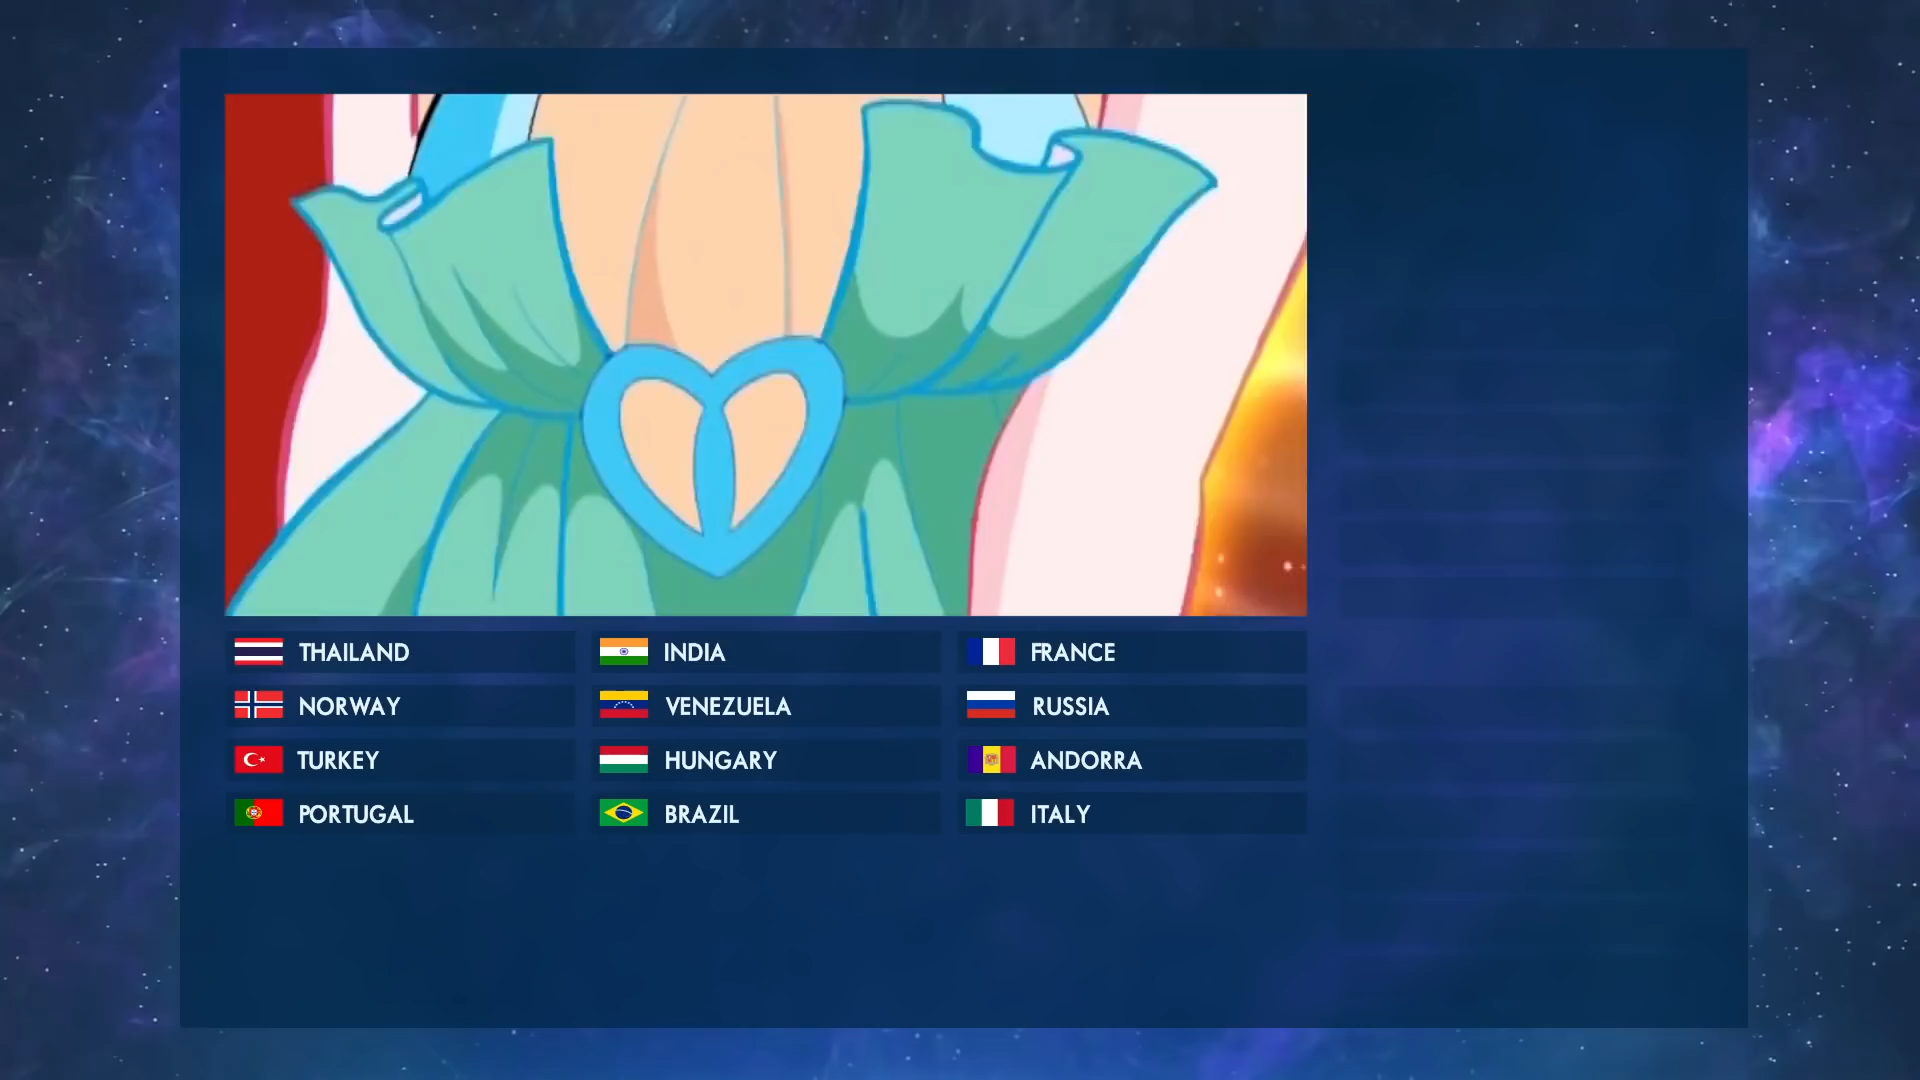 THAILAND
INDIA
FRANCE
NORWAY
VENEZUELA
RUSSIA
TURKEY
HUNGARY
ANDORRA
PORTUGAL
BRAZIL
ITALY